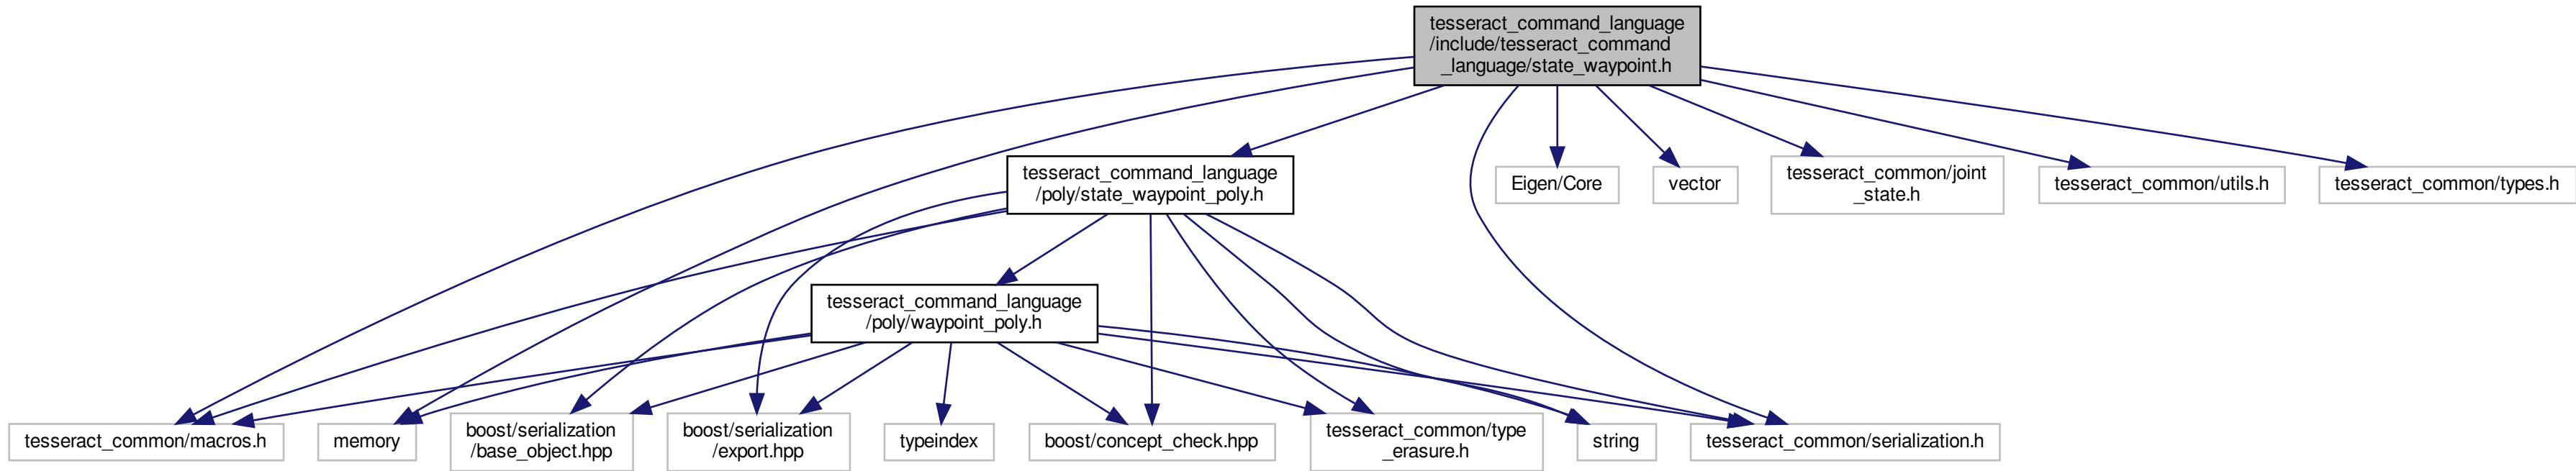 tesseract_command_language
/include/tesseract_command
_language/state_waypoint.h
tesseract_command_language
/poly/state_waypoint_poly.h
Eigen/Core
vector
tesseract_common/joint
_state.h
tesseract_common/utils.h
tesseract_common/types.h
tesseract_command_language
/poly/waypoint_poly.h
tesseract_common/macros.h
memory
boost/serialization
/base_object.hpp
boost/serialization
/export.hpp
typeindex
boost/concept_check.hpp
tesseract_common/type
_erasure.h
string
tesseract_common/serialization.h